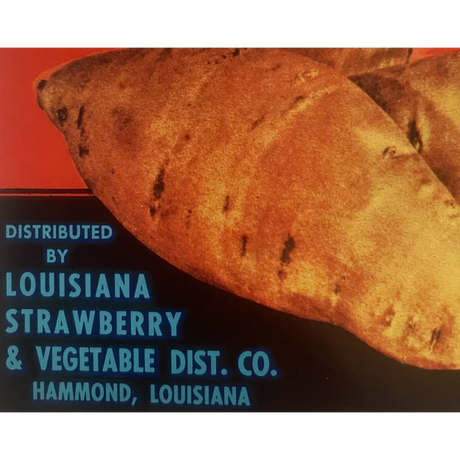 DISTRIBUTED
BY
LOUISIANA
STRAWBERRY
& VEGETABLE DIST. CO.
HAMMOND, LOUISIANA